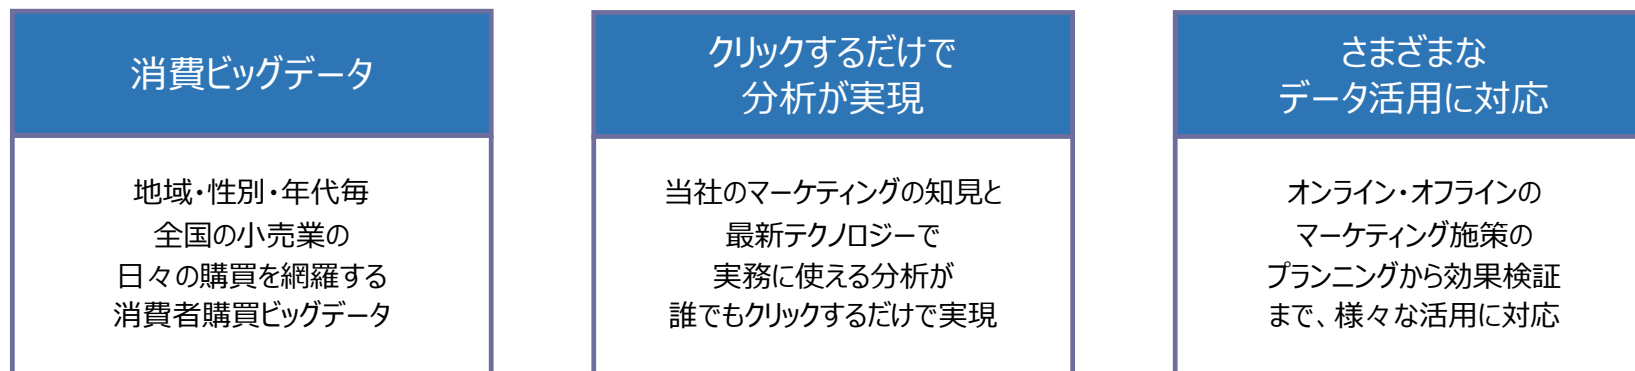 消費ビッグデータ
地域・性別・年代毎
全国の小売業の
日々の購買を網羅する
消費者購買ビッグデータ
クリックするだけで
分析が実現
当社のマーケティングの知見と
最新テクノロジーで
実務に使える分析が
誰でもクリックするだけで実現
さまざまな
データ活用に対応
オンライン・オフラインの
マーケティング施策の
プランニングから効果検証
まで、様々な活用に対応